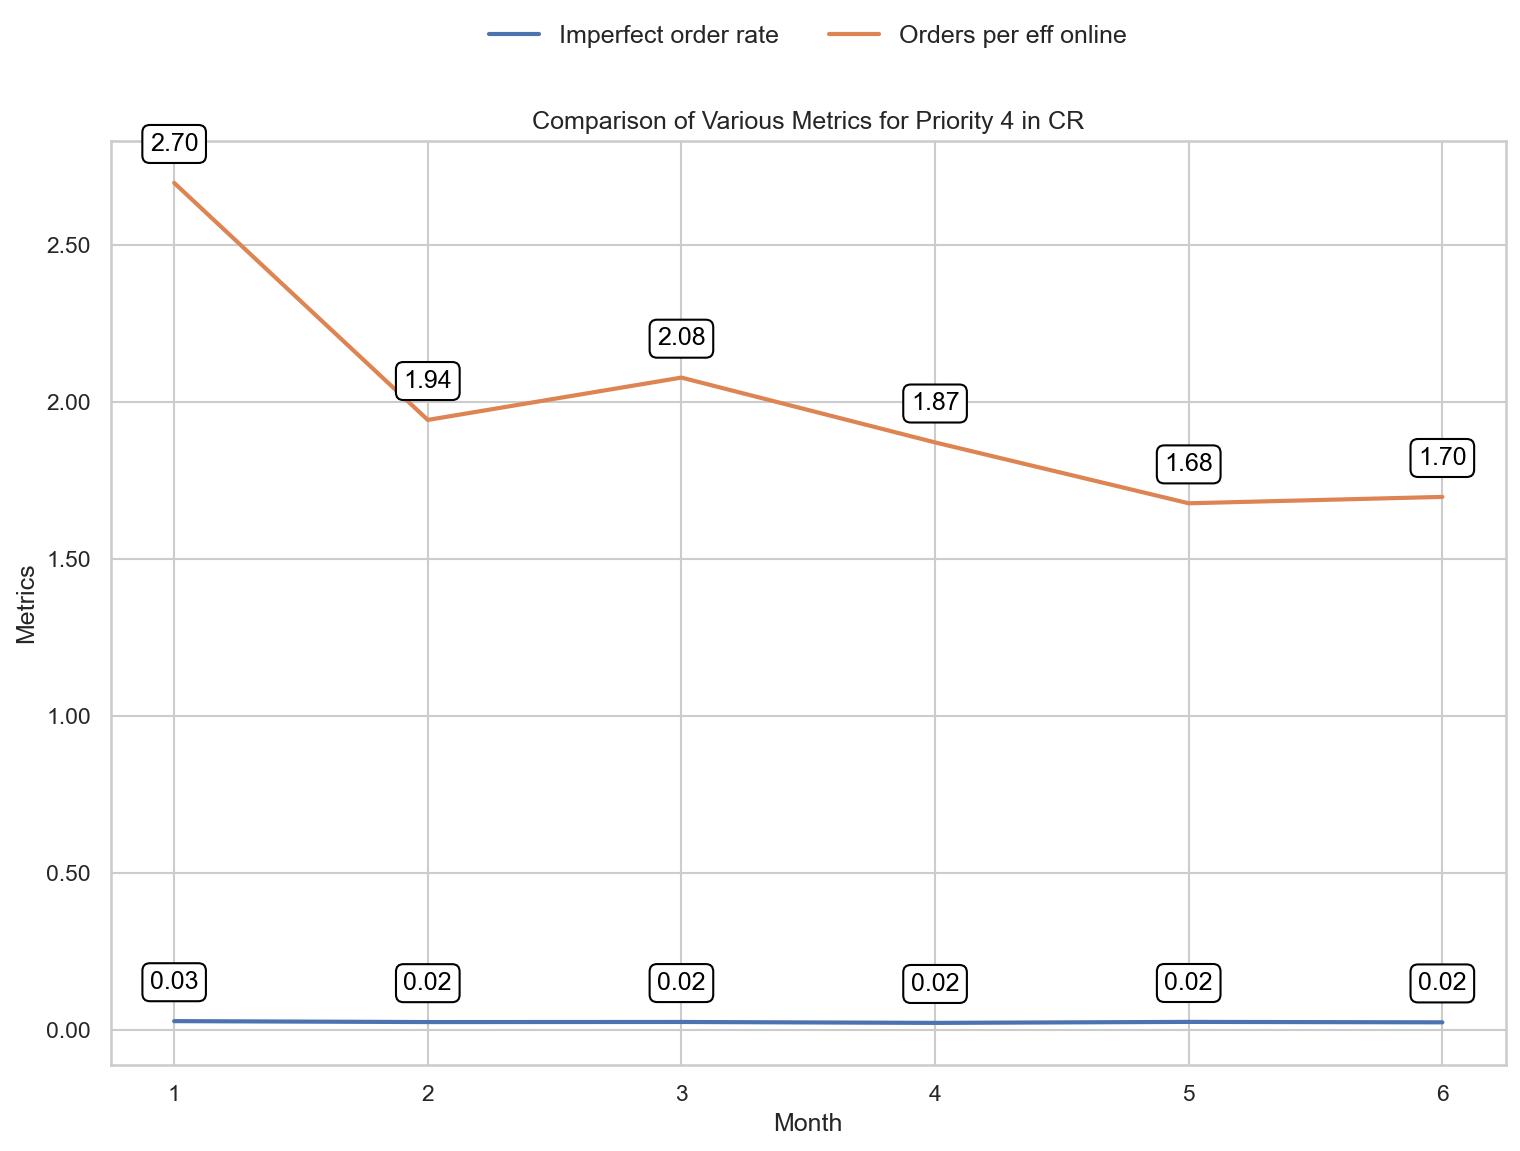 Imperfect order rate Orders per eff online
Comparison of Various Metrics for Priority 4 in CR
2.70
2.50
2.08
1.94
2.00
1.87
1.68
1.70
1.50
Metrics
1.00
0.50
0.03 0.02 0.02 0.02 0.02 0.02
0.00
1 2 3 4 5 6
Month